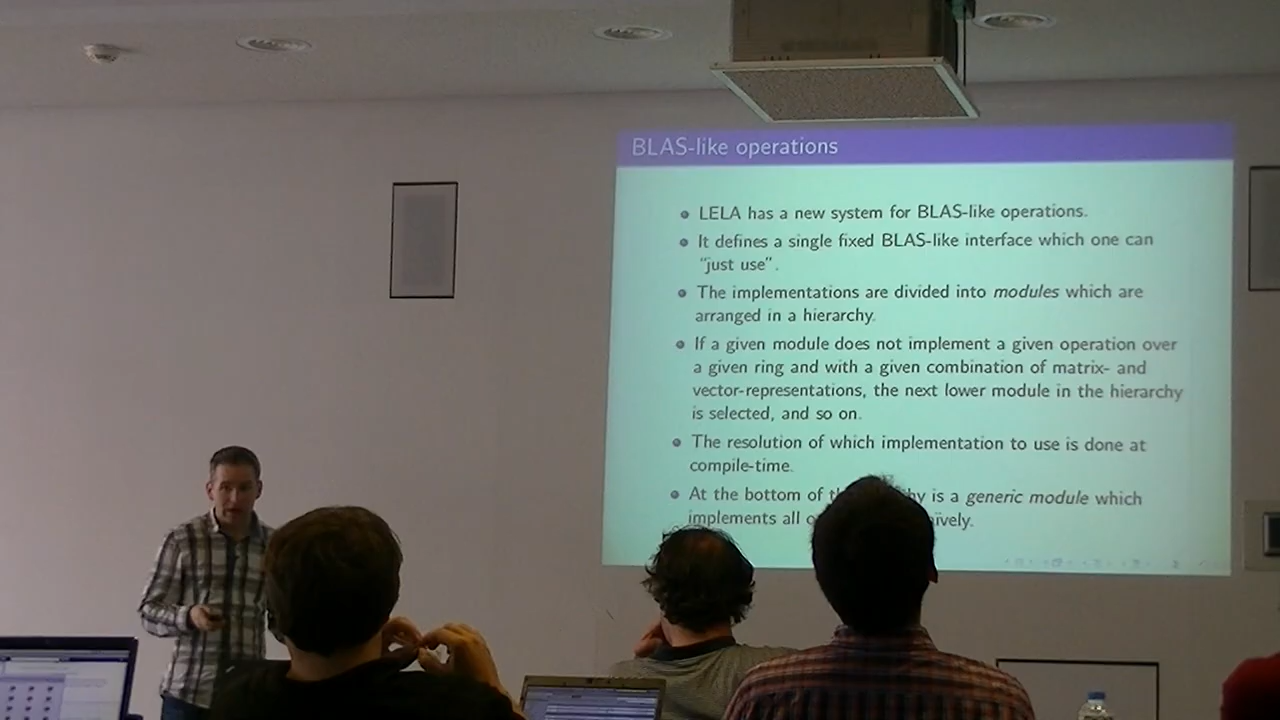 BLAS-like operations
LELA has a new system for BLAS-like operations.
It defines a single fixed BLAS-like interface which one can
“just use”.
The implementations are divided into modules which are
arranged in a hierarchy.
If a given module does not implement a given operation over
a given ring and with a given combination of matrix- and
vector-representations, the next lower module in the hierarchy
is selected, and so on.
The resolution of which implementation to use is done at
compile-time.
At the bottom of is a generic module which
implements all